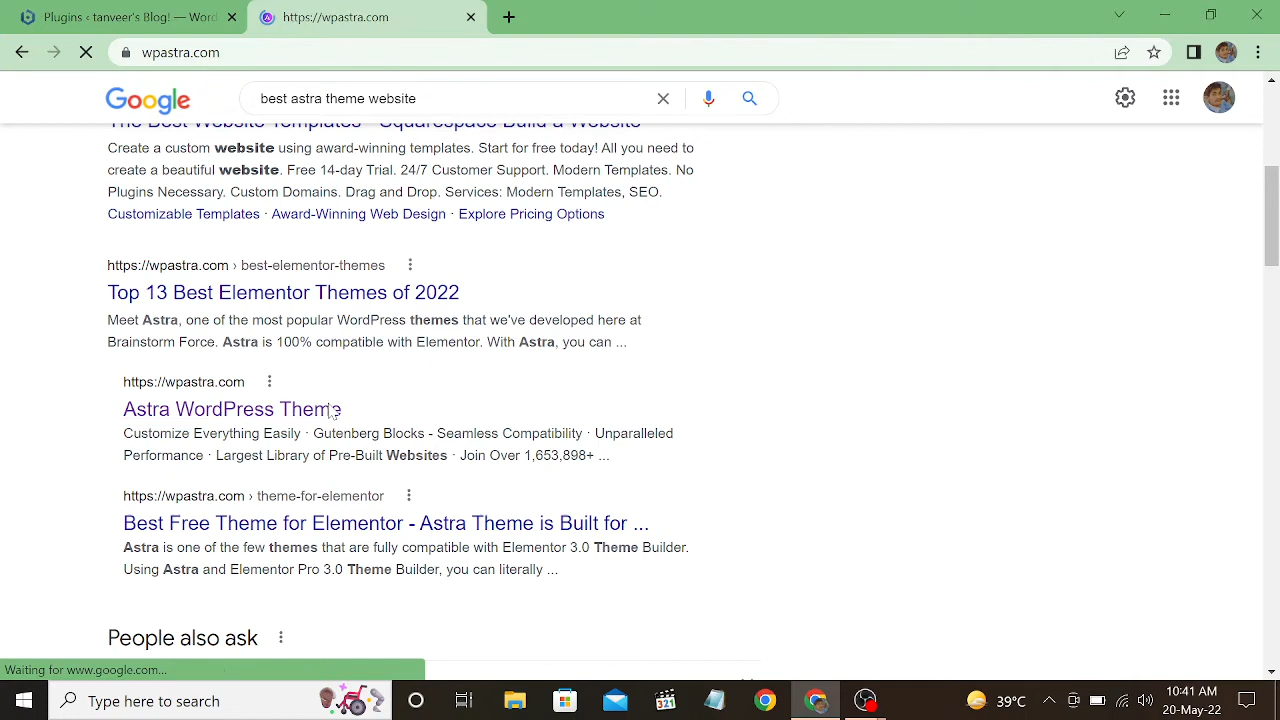 Plugins ‹ tanveer's Blog! — Word
https://wpastra.com
wpastra.com
Google
best astra theme website
The Best Website Templates - Squarespace Build a Website
Create a custom website using award-winning templates. Start for free today! All you need to
create a beautiful website. Free 14-day Trial. 24/7 Customer Support. Modern Templates. No
Plugins Necessary. Custom Domains. Drag and Drop. Services: Modern Templates, SEO.
Customizable Templates · Award-Winning Web Design · Explore Pricing Options
https://wpastra.com › best-elementor-themes
Top 13 Best Elementor Themes of 2022
Meet Astra, one of the most popular WordPress themes that we've developed here at
Brainstorm Force. Astra is 100% compatible with Elementor. With Astra, you can ...
https://wpastra.com
Astra WordPress Theme
Customize Everything Easily · Gutenberg Blocks - Seamless Compatibility · Unparalleled
Performance · Largest Library of Pre-Built Websites · Join Over 1,653,898+ ...
https://wpastra.com › theme-for-elementor
Best Free Theme for Elementor - Astra Theme is Built for ...
Astra is one of the few themes that are fully compatible with Elementor 3.0 Theme Builder.
Using Astra and Elementor Pro 3.0 Theme Builder, you can literally ...
People also ask
Waiting for www.google.com...
Type here to search
321
39°C
10:41 AM
20-May-22